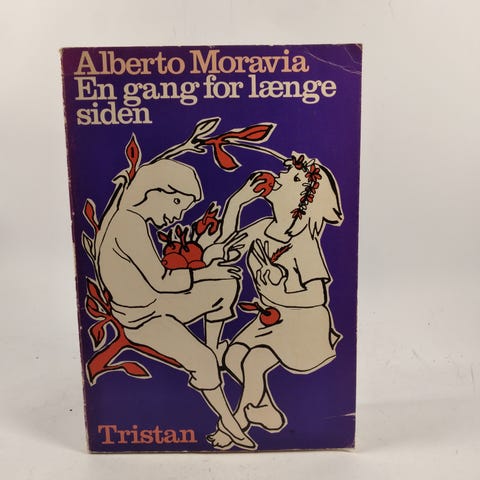 Alberto Moravia
En gang for længe
siden
Tristan